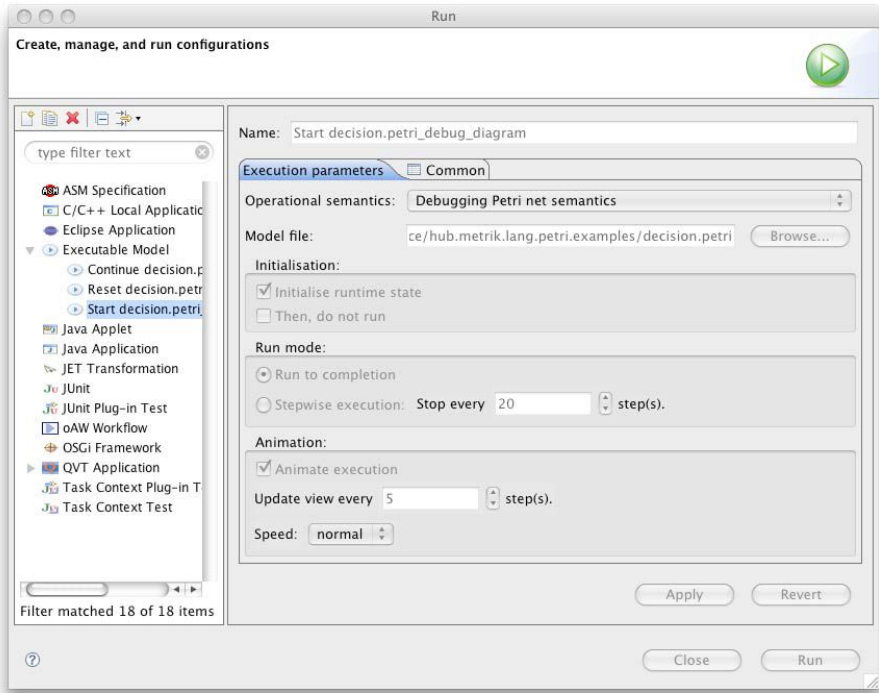 Run
Create, manage, and run configurations
type filter text
ASM Specification
C/C++ Local Applicatic
Eclipse Application
Executable Model
Continue decision.p
Reset decision.petr
Start decision.petri_
Java Applet
Java Application
JET Transformation
JUnit
JUnit Plug-in Test
oAW Workflow
OSGi Framework
QVT Application
Task Context Plug-in T
Task Context Test
Filter matched 18 of 18 items
Name: Start decision.petri_debug_diagram
Execution parameters Common
Operational semantics: Debugging Petri net semantics
Model file: ce/hub.metrik.lang.petri.examples/decision.petri Browse...
Initialisation:
Initialise runtime state
Then, do not run
Run mode:
Run to completion
Stepwise execution: Stop every 20 step(s).
Animation:
Animate execution
Update view every 5 step(s).
Speed: normal
Apply Revert
Close Run